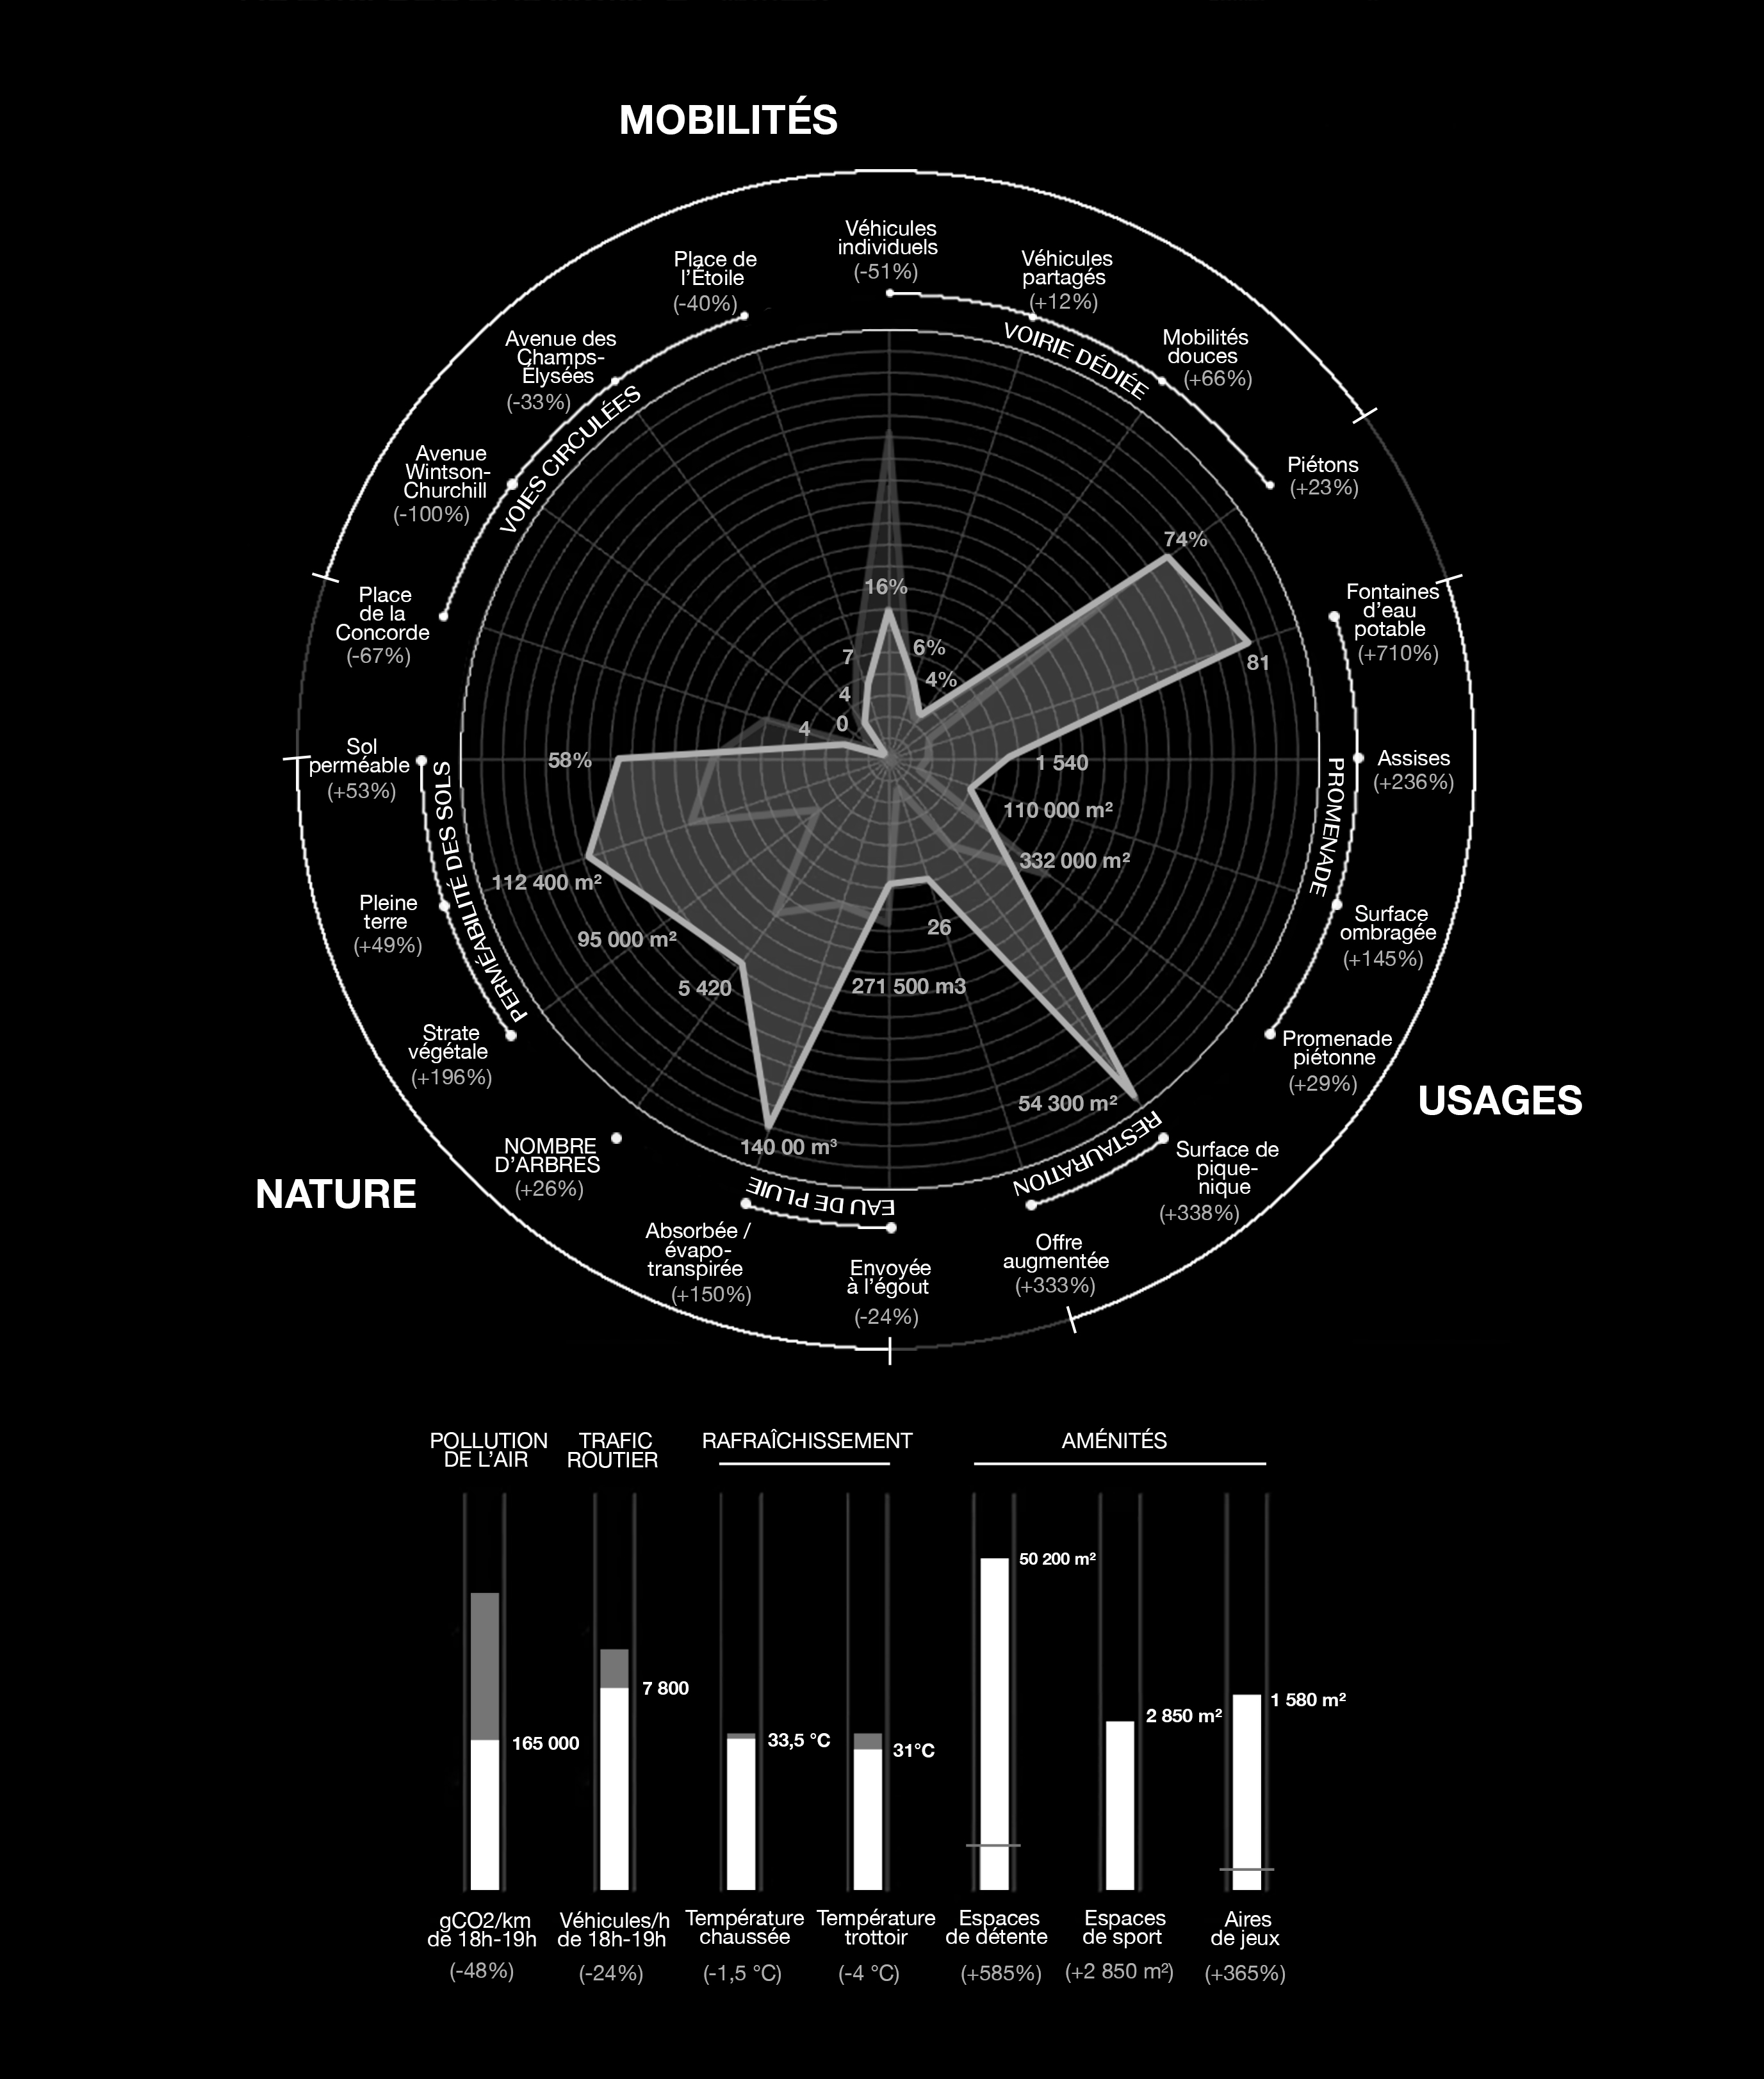 MOBILITÉS
Véhicules
individuels
(-51%)
Véhicules
partagés
(+12%)
Mobilités
douces
(+66%)
Piétons
(+23%)
VOIRIE DÉDIÉE
Place de
l'Étoile
(-40%)
Avenue des
Champs-
Élysées
(-33%)
Avenue
Wintson-
Churchill
(-100%)
Place
de la
Concorde
(-67%)
VOIES CIRCULÉES
Fontaines
d'eau
potable
(+710%)
Assises
(+236%)
Surface
ombragée
(+145%)
Promenade
piétonne
(+29%)
PROMENADE
Surface de
pique-
nique
(+338%)
Offre
augmentée
(+333%)
RESTAURATION
USAGES
Envoyée
à l'égout
(-24%)
Absorbée /
évapo-
transpirée
(+150%)
EAU DE PLUIE
NOMBRE
D'ARBRES
(+26%)
Strate
végétale
(+196%)
Pleine
terre
(+49%)
Sol
perméable
(+53%)
PERMÉABILITÉ DES SOLS
NATURE
16%
6%
4%
74%
81
1 540
110 000 m²
332 000 m²
54 300 m²
26
271 500 m3
140 00 m³
5 420
95 000 m²
112 400 m²
58%
4
0
4
7
POLLUTION
DE L'AIR
TRAFIC
ROUTIER
RAFRAÎCHISSEMENT
AMÉNITÉS
165 000
7 800
33,5 °C
31°C
50 200 m²
2 850 m²
1 580 m²
gCO2/km
de 18h-19h
(-48%)
Véhicules/h
de 18h-19h
(-24%)
Température
chaussée
(-1,5 °C)
Température
trottoir
(-4 °C)
Espaces
de détente
(+585%)
Espaces
de sport
(+2 850 m²)
Aires
de jeux
(+365%)